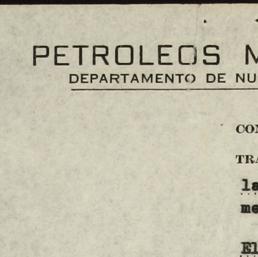 PETROLEOS M
DEPARTAMENTO DE NU
CON
TRA
la
me
El